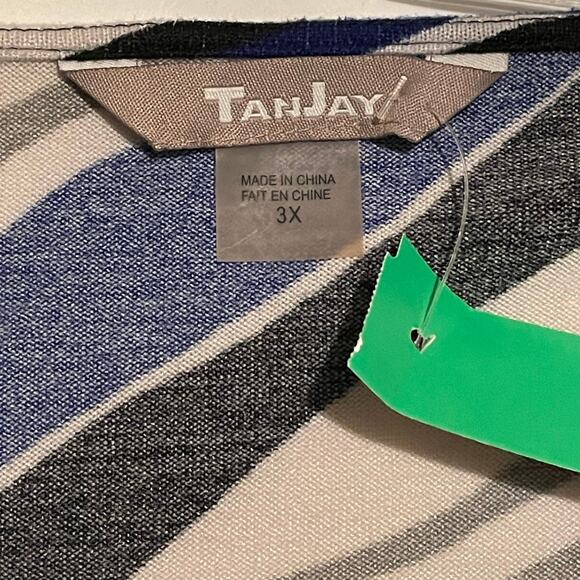 TANJAY
MADE IN CHINA
FAIT EN CHINE
3X